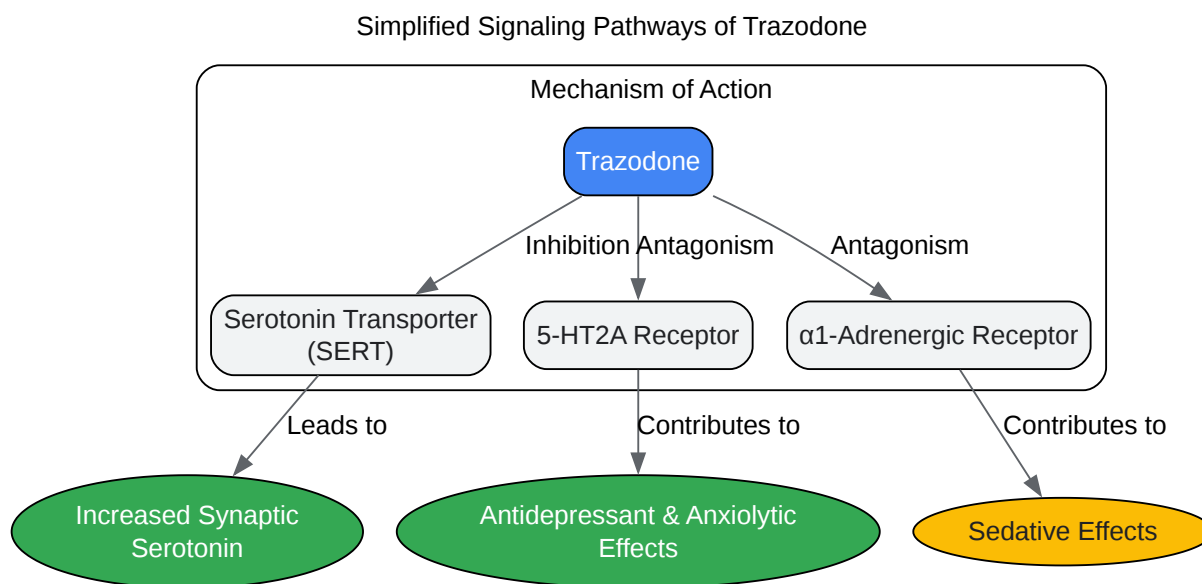 Simplified Signaling Pathways of Trazodone
Mechanism of Action
Trazodone
Inhibition
Antagonism
Antagonism
Serotonin Transporter
(SERT)
5-HT2A Receptor
α1-Adrenergic Receptor
Leads to
Contributes to
Contributes to
Increased Synaptic
Serotonin
Antidepressant & Anxiolytic
Effects
Sedative Effects